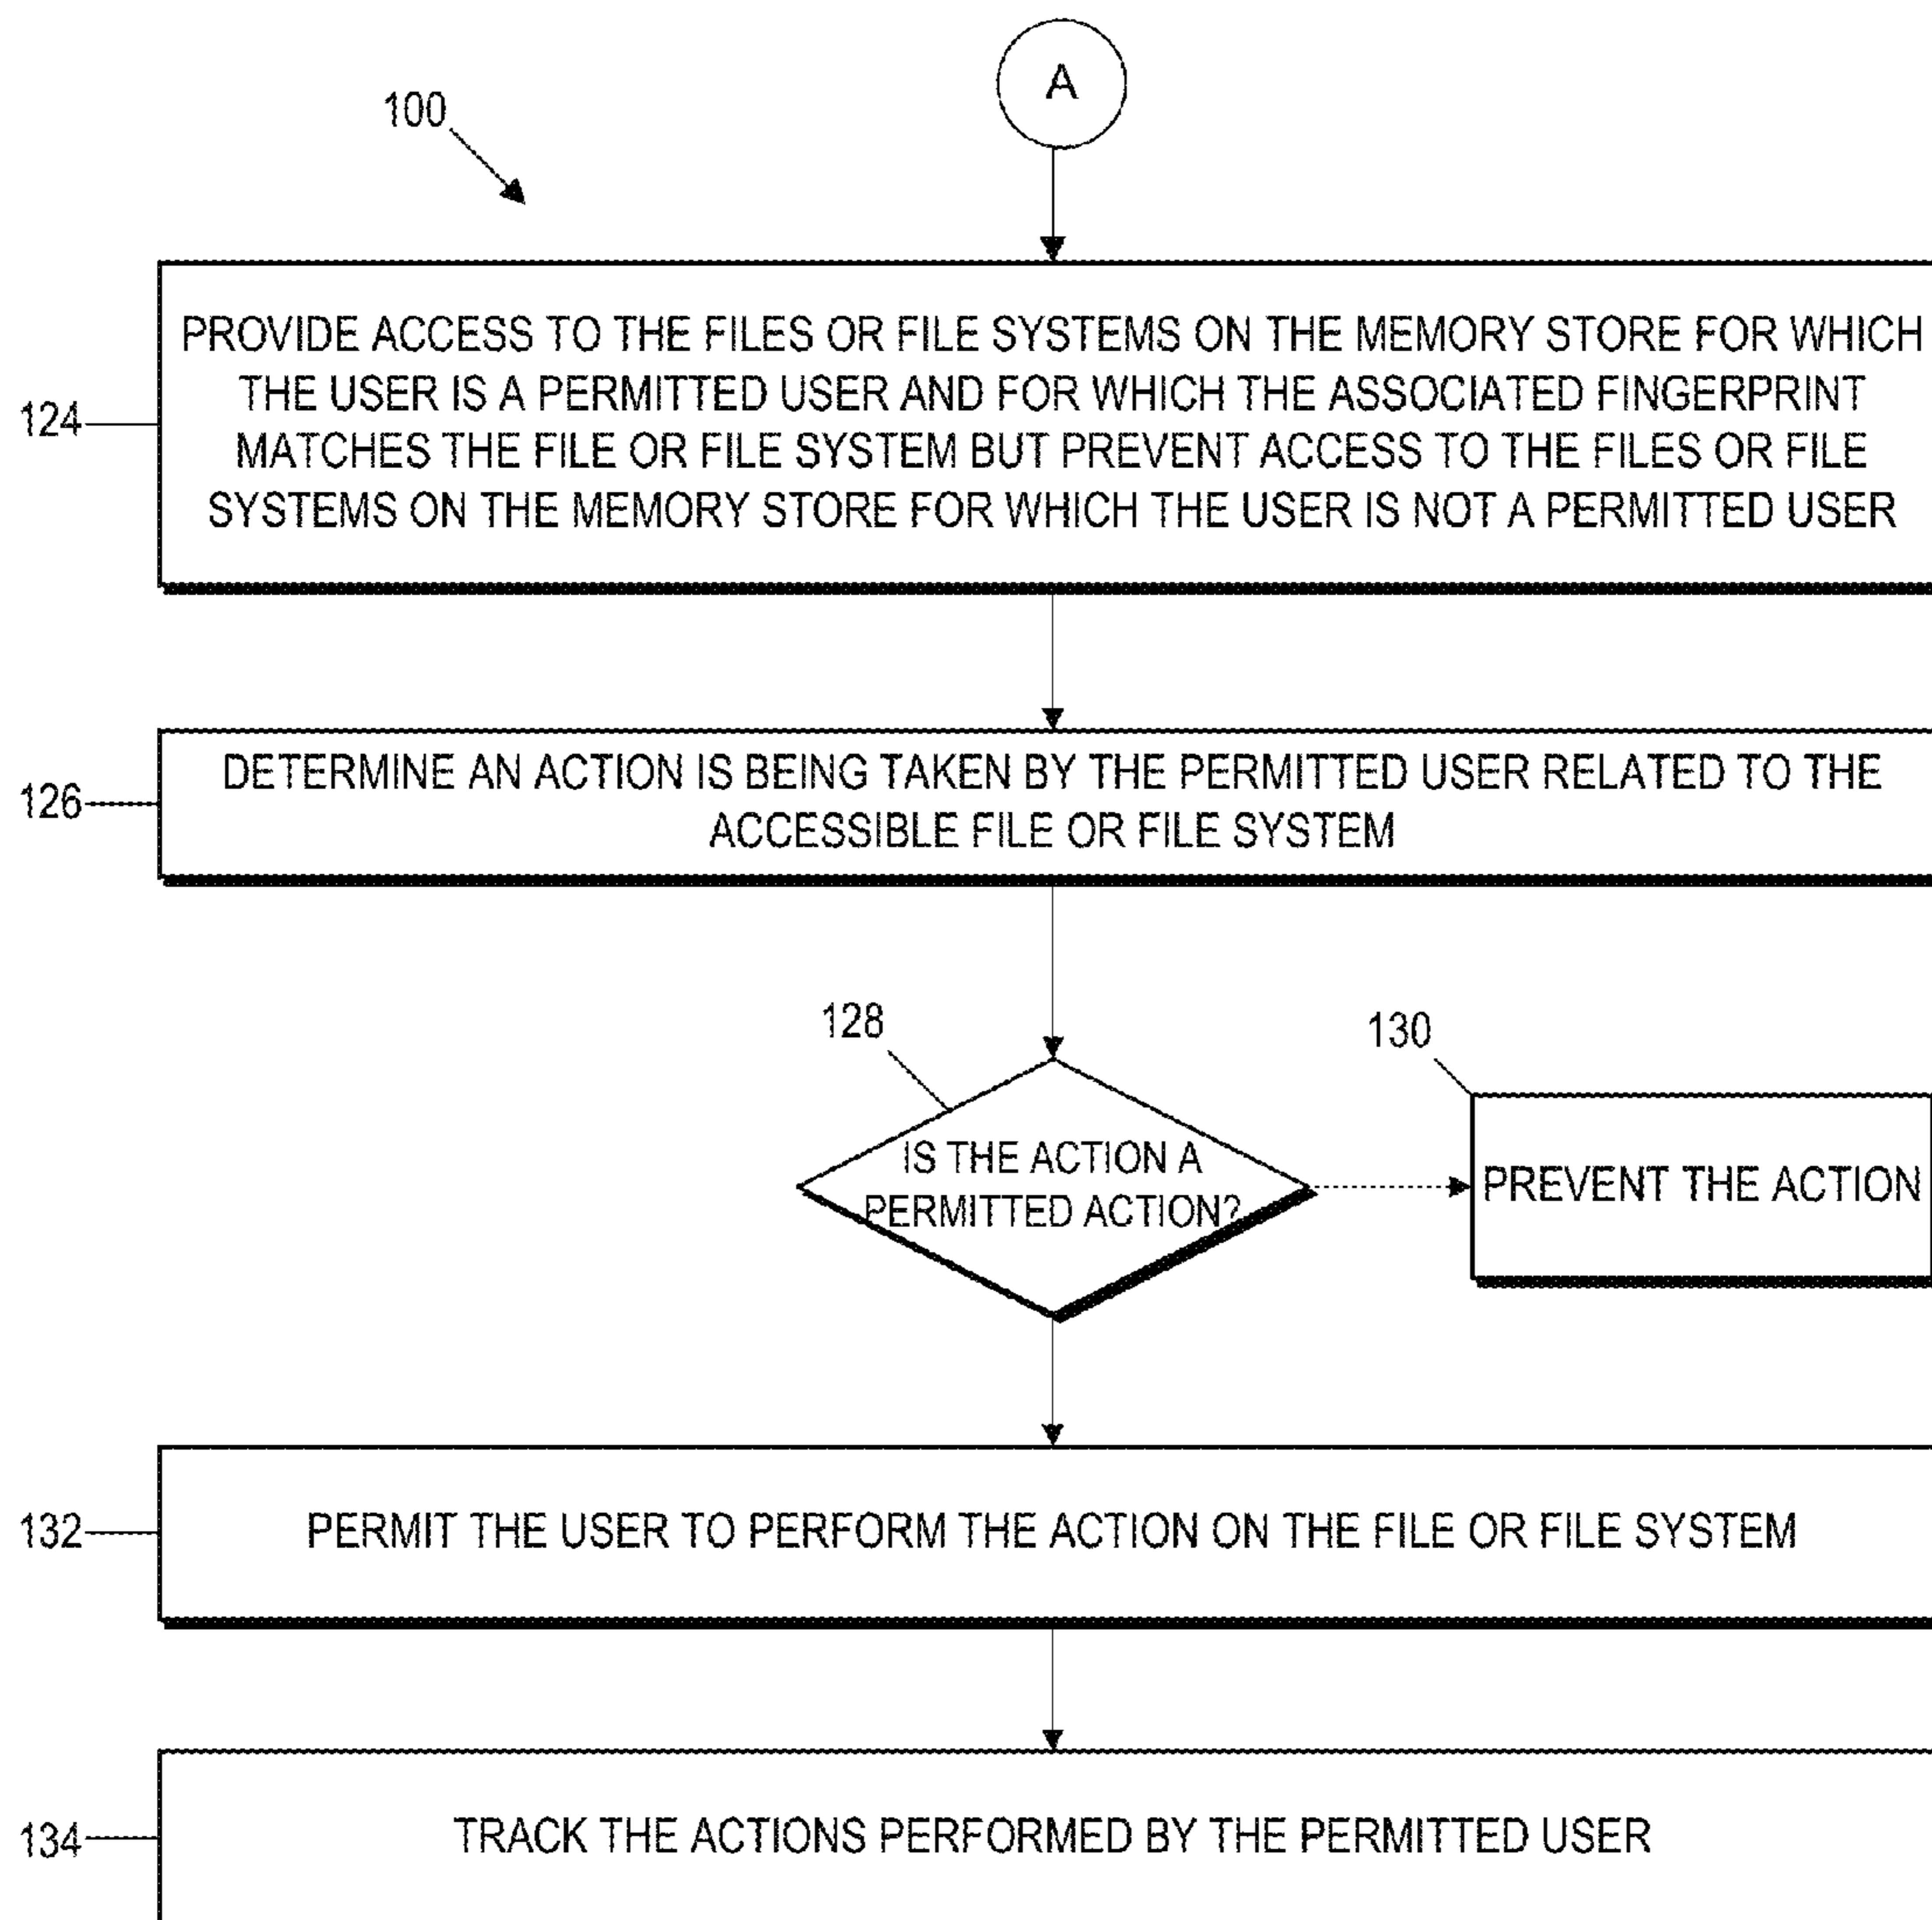 A
100
PROVIDE ACCESS TO THE FILES OR FILE SYSTEMS ON THE MEMORY STORE FOR WHICH
THE USER IS A PERMITTED USER AND FOR WHICH THE ASSOCIATED FINGERPRINT
124
MATCHES THE FILE OR FILE SYSTEM BUT PREVENT ACCESS TO THE FILES OR FILE
SYSTEMS ON THE MEMORY STORE FOR WHICH THE USER IS NOT A PERMITTED USER
126
DETERMINE AN ACTION IS BEING TAKEN BY THE PERMITTED USER RELATED TO THE
ACCESSIBLE FILE OR FILE SYSTEM
128
130
IS THE ACTION A
PERMITTED ACTION?
PREVENT THE ACTION
132
PERMIT THE USER TO PERFORM THE ACTION ON THE FILE OR FILE SYSTEM
134
TRACK THE ACTIONS PERFORMED BY THE PERMITTED USER